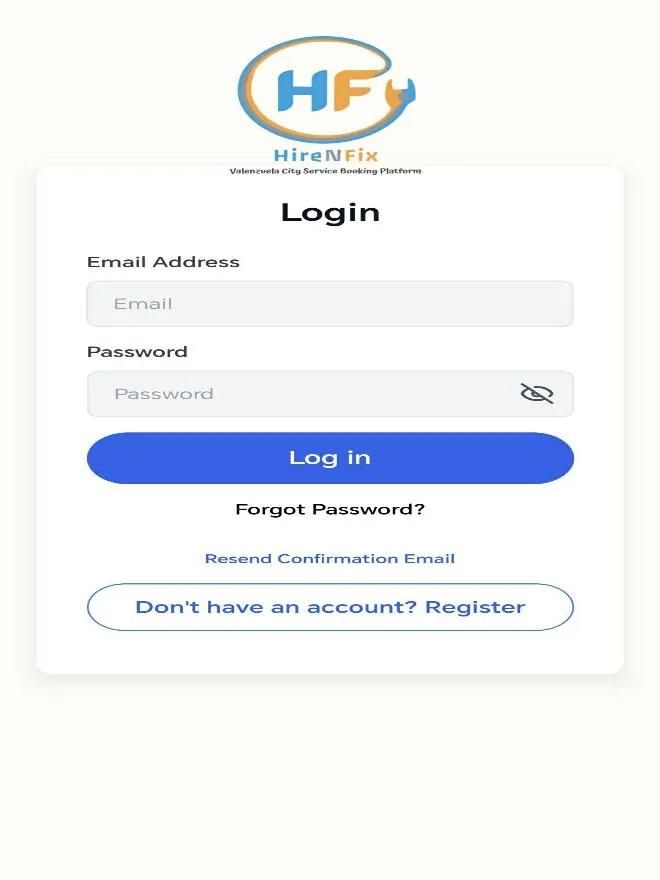 HF
HireNFix
Valenzuela City Service Booking Platform
Login
Email Address
Email
Password
Password
Log in
Forgot Password?
Resend Confirmation Email
Don't have an account? Register